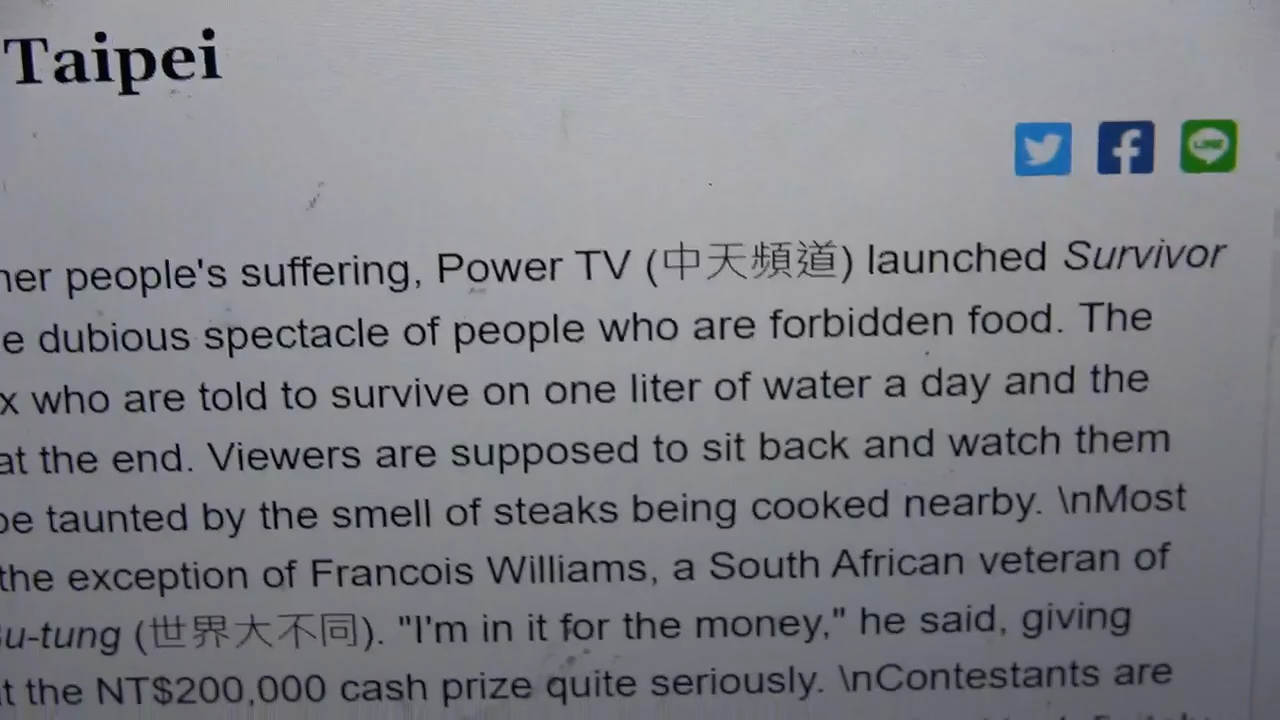 Taipei
LINE
her people's suffering, Power TV (中天頻道) launched Survivor
e dubious spectacle of people who are forbidden food. The
x who are told to survive on one liter of water a day and the
at the end. Viewers are supposed to sit back and watch them
be taunted by the smell of steaks being cooked nearby. \nMost
the exception of Francois Williams, a South African veteran of
Bu-tung (世界大不同). "I'm in it for the money," he said, giving
t the NT$200,000 cash prize quite seriously. \nContestants are